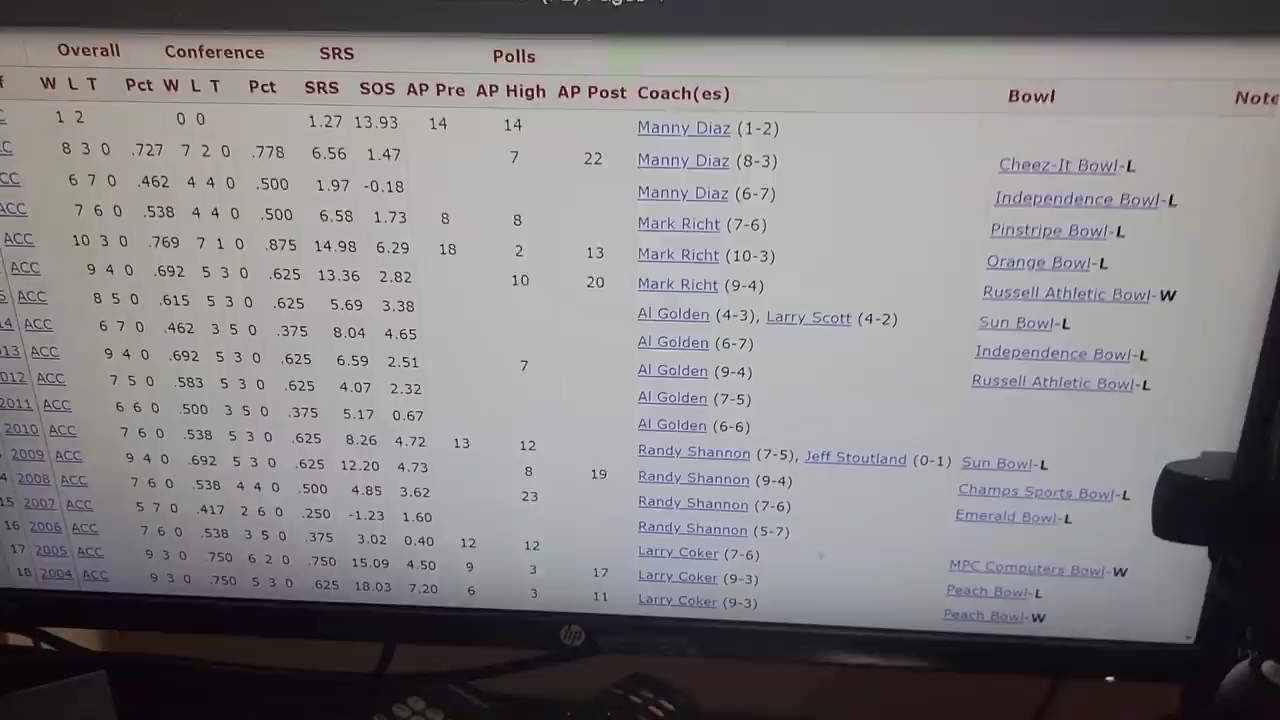 Overall Conference SRS Polls
W L T Pct W L T Pct SRS SOS AP Pre AP High AP Post Coach(es) Bowl Note
1 2 0 0 1.27 13.93 14 14 Manny Diaz (1-2)
8 3 0 .727 7 2 0 .778 6.56 1.47 7 22 Manny Diaz (8-3) Cheez-It Bowl-L
6 7 0 .462 4 4 0 .500 1.97 -0.18 Manny Diaz (6-7) Independence Bowl-L
ACC 7 6 0 .538 4 4 0 .500 6.58 1.73 8 8 Mark Richt (7-6) Pinstripe Bowl-L
ACC 10 3 0 .769 7 1 0 .875 14.98 6.29 18 2 13 Mark Richt (10-3) Orange Bowl-L
ACC 9 4 0 .692 5 3 0 .625 13.36 2.82 10 20 Mark Richt (9-4) Russell Athletic Bowl-W
5 ACC 8 5 0 .615 5 3 0 .625 5.69 3.38 Al Golden (4-3), Larry Scott (4-2) Sun Bowl-L
14 ACC 6 7 0 .462 3 5 0 .375 8.04 4.65 Al Golden (6-7) Independence Bowl-L
013 ACC 9 4 0 .692 5 3 0 .625 6.59 2.51 7 Al Golden (9-4) Russell Athletic Bowl-L
2012 ACC 7 5 0 .583 5 3 0 .625 4.07 2.32 Al Golden (7-5)
2011 ACC 6 6 0 .500 3 5 0 .375 5.17 0.67 Al Golden (6-6)
2010 ACC 7 6 0 .538 5 3 0 .625 8.26 4.72 13 12 Randy Shannon (7-5), Jeff Stoutland (0-1) Sun Bowl-L
2009 ACC 9 4 0 .692 5 3 0 .625 12.20 4.73 8 19 Randy Shannon (9-4) Champs Sports Bowl-L
4 2008 ACC 7 6 0 .538 4 4 0 .500 4.85 3.62 23 Randy Shannon (7-6) Emerald Bowl-L
15 2007 ACC 5 7 0 .417 2 6 0 .250 -1.23 1.60 Randy Shannon (5-7)
16 2006 ACC 7 6 0 .538 3 5 0 .375 3.02 0.40 12 12 Larry Coker (7-6) MPC Computers Bowl-W
17 2005 ACC 9 3 0 .750 6 2 0 .750 15.09 4.50 9 3 17 Larry Coker (9-3) Peach Bowl-L
18 2004 ACC 9 3 0 .750 5 3 0 .625 18.03 7.20 6 3 11 Larry Coker (9-3) Peach Bowl-W
hp